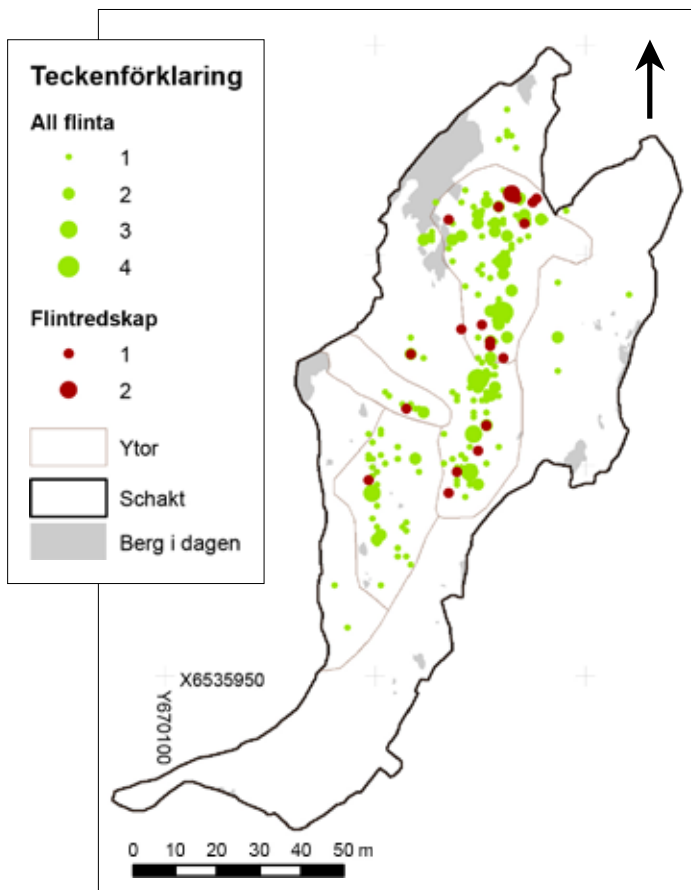 Teckenförklaring
All flinta
1
2
3
4
Flintredskap
1
2
Ytor
Schakt
Berg i dagen
X6535950
Y670100
0 10 20 30 40 50 m